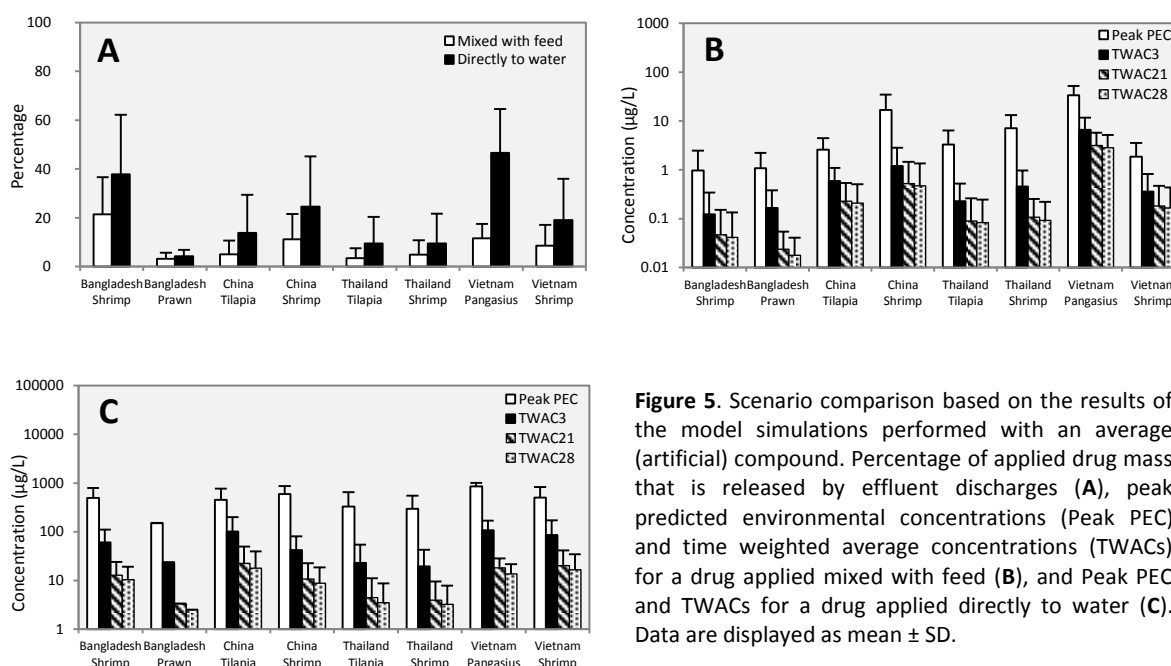 A
100
80
60
40
20
0
Percentage
Mixed with feed
Directly to water
Bangladesh Bangladesh China China Thailand Thailand Vietnam Vietnam
Shrimp Prawn Tilapia Shrimp Tilapia Shrimp Pangasius Shrimp
B
1000
100
10
1
0.1
0.01
Concentration (µg/L)
Peak PEC
TWAC3
TWAC21
TWAC28
Bangladesh Bangladesh China China Thailand Thailand Vietnam Vietnam
Shrimp Prawn Tilapia Shrimp Tilapia Shrimp Pangasius Shrimp
C
100000
10000
1000
100
10
1
Concentration (µg/L)
Peak PEC
TWAC3
TWAC21
TWAC28
Bangladesh Bangladesh China China Thailand Thailand Vietnam Vietnam
Shrimp Prawn Tilapia Shrimp Tilapia Shrimp Pangasius Shrimp
Figure 5. Scenario comparison based on the results of
the model simulations performed with an average
(artificial) compound. Percentage of applied drug mass
that is released by effluent discharges (A), peak
predicted environmental concentrations (Peak PEC)
and time weighted average concentrations (TWACs)
for a drug applied mixed with feed (B), and Peak PEC
and TWACs for a drug applied directly to water (C).
Data are displayed as mean ± SD.